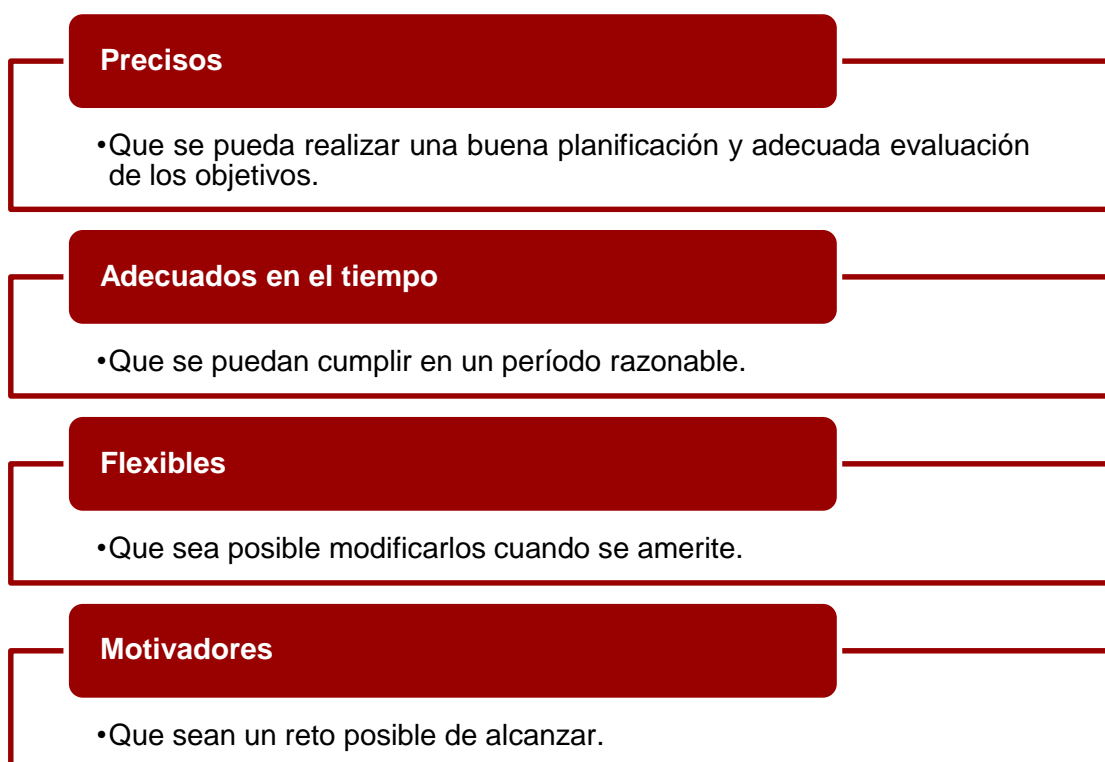 Precisos
•Que se pueda realizar una buena planificación y adecuada evaluación
de los objetivos.
Adecuados en el tiempo
•Que se puedan cumplir en un período razonable.
Flexibles
•Que sea posible modificarlos cuando se amerite.
Motivadores
•Que sean un reto posible de alcanzar.